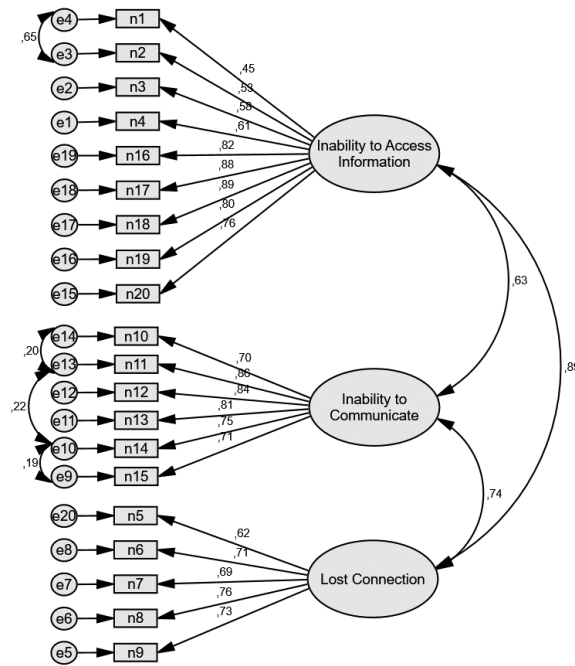 e4 n1
,65
e3 n2
,45
e2 n3
,53
,58
e1 n4
,61
Inability to Access
Information
e19 n16
,82
e18 n17
,88
e17 n18
,89
e16 n19
,80
e15 n20
,76
,63
e14 n10
,20
e13 n11
,70
,86
e12 n12
,84
,22
e11 n13
,81
Inability to
Communicate
e10 n14
,75
,19
e9 n15
,71
,74
e20 n5
,62
e8 n6
,71
e7 n7
,69
Lost Connection
e6 n8
,76
e5 n9
,73